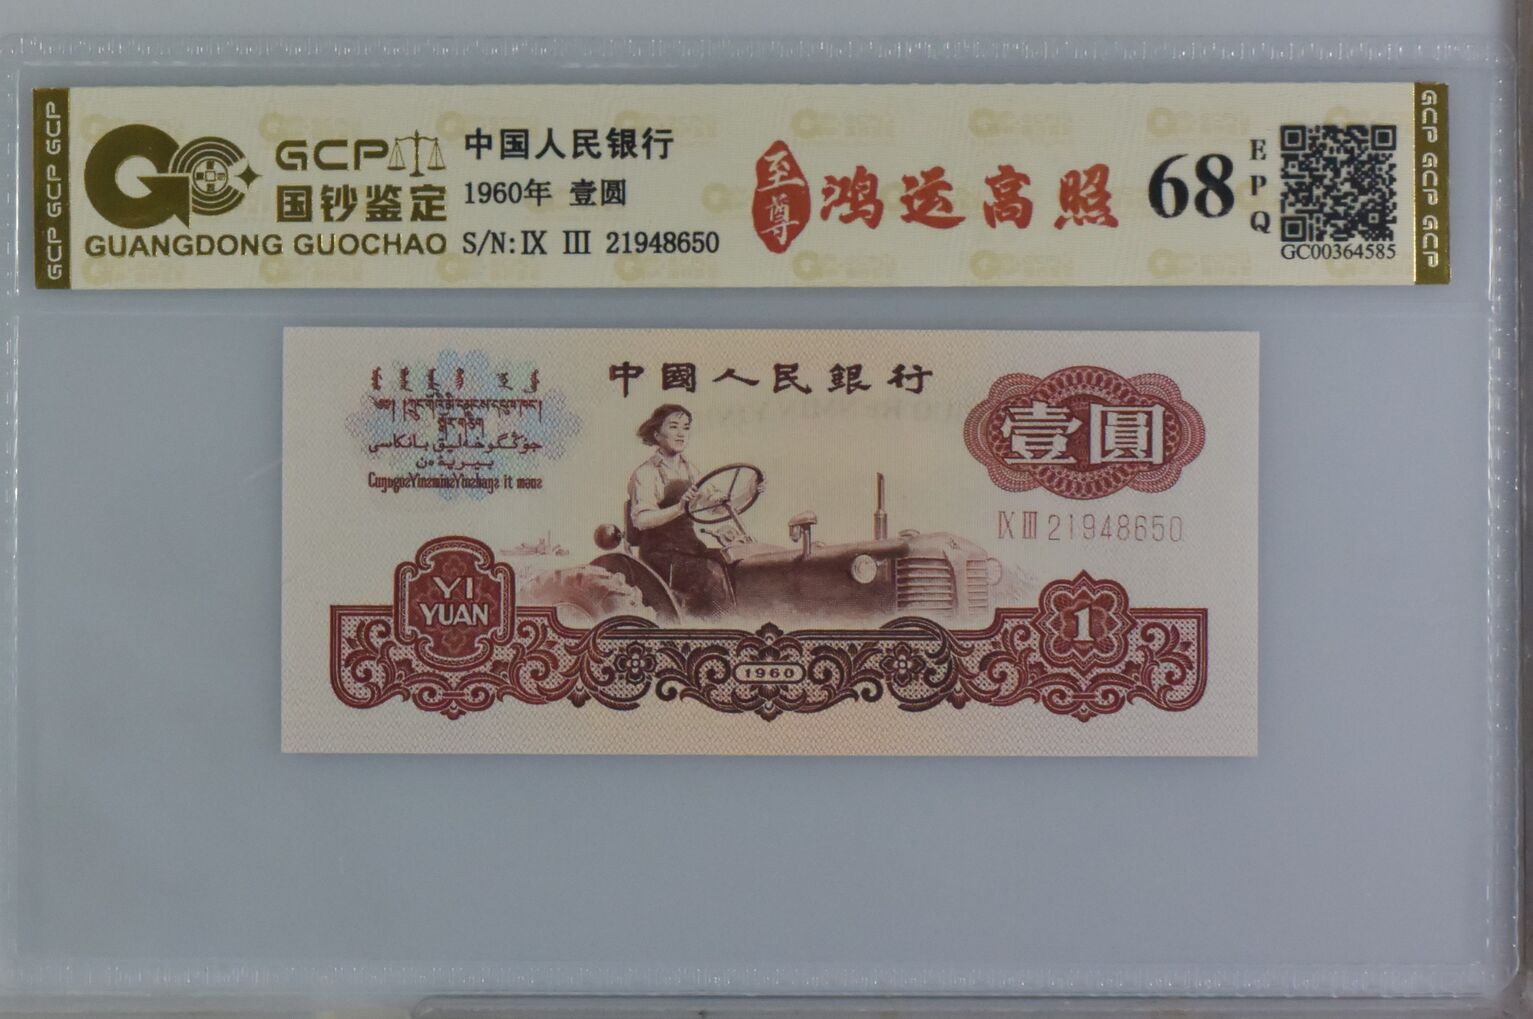 GCP GCP GCP
GCP
国钞鉴定
GUANGDONG GUOCHAO
中国人民银行
1960年 壹圆
S/N:Ⅸ Ⅲ 21948650
至尊
鸿运高照
68
EPQ
GC00364585
GCP GCP GCP
中國人民銀行
壹圓
Ⅸ Ⅲ 21948650
YI
YUAN
1960
1